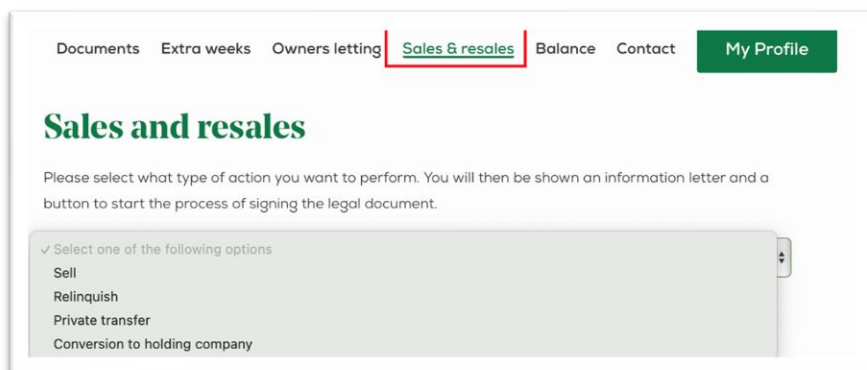 Documents Extra weeks Owners letting Sales & resales Balance Contact My Profile
Sales and resales
Please select what type of action you want to perform. You will then be shown an information letter and a
button to start the process of signing the legal document.
✓ Select one of the following options
Sell
Relinquish
Private transfer
Conversion to holding company